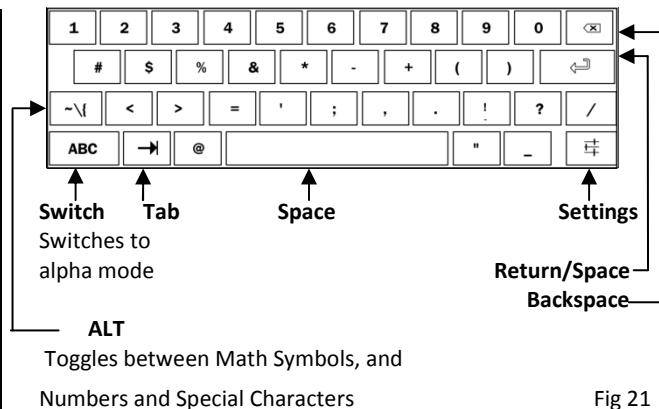 1 2 3 4 5 6 7 8 9 0
# $ % & * - + ( )
~\{ < > = ' ; , . ! ? /
ABC @ " _
Switch Tab Space Settings
Switches to
alpha mode
Return/Space
Backspace
ALT
Toggles between Math Symbols, and
Numbers and Special Characters Fig 21